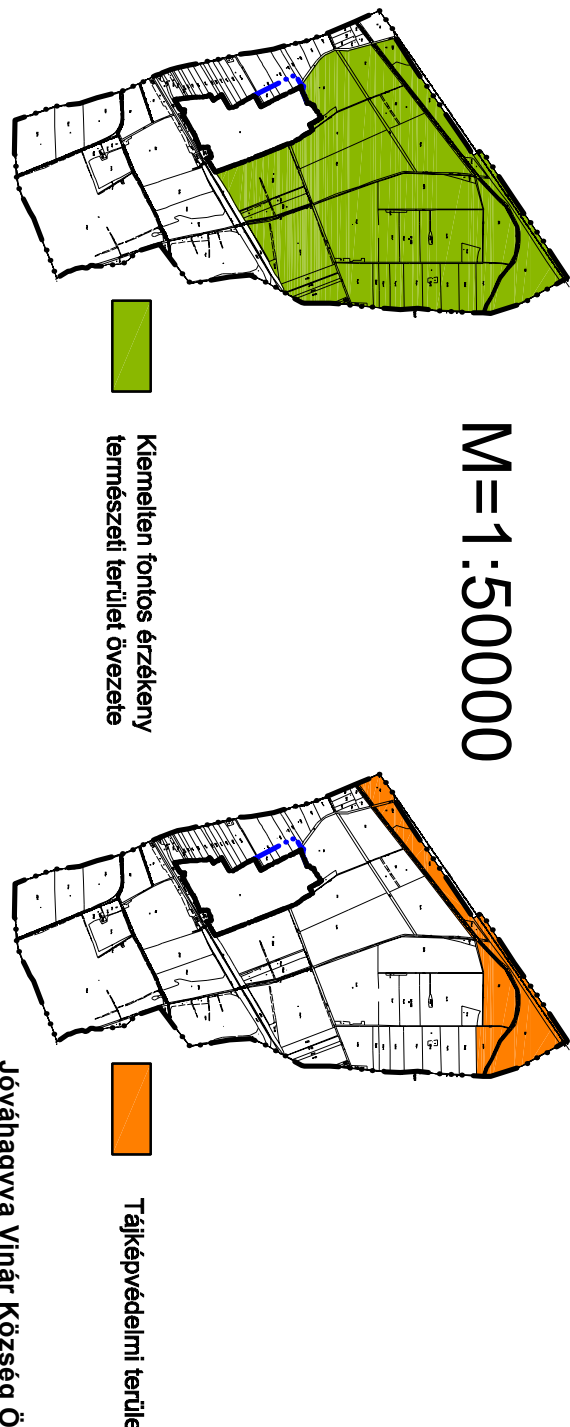 M=1:50000
Kiemelten fontos érzékeny
természeti terület övezete
Tájképvédelmi terüle
Jóváhagyva Vinár Község Ö